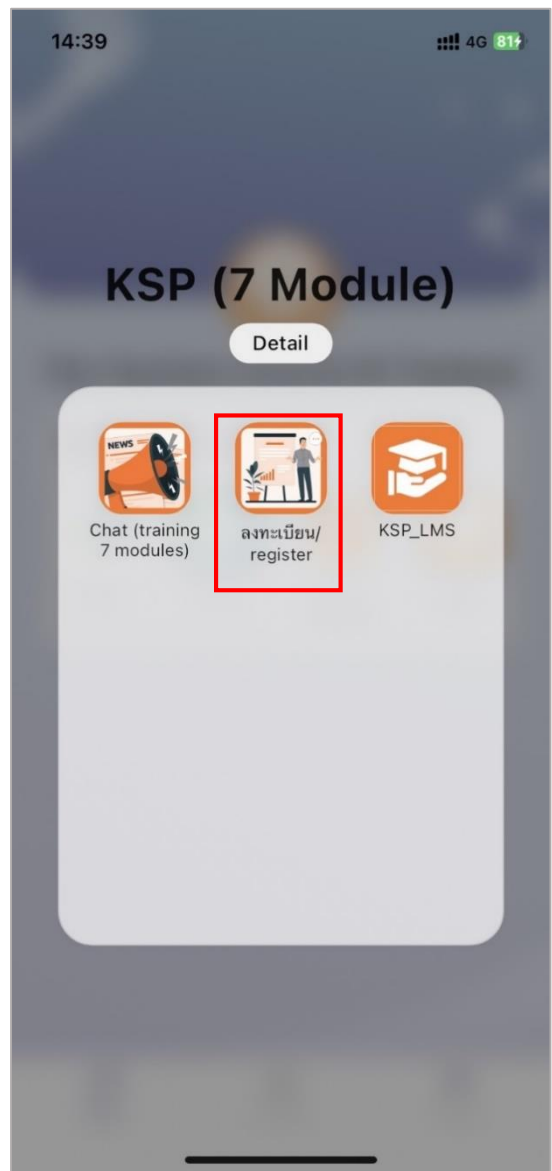 14:39
4G 81
KSP (7 Module)
Detail
NEWS
Chat (training
7 modules)
ลงทะเบียน/
register
KSP_LMS